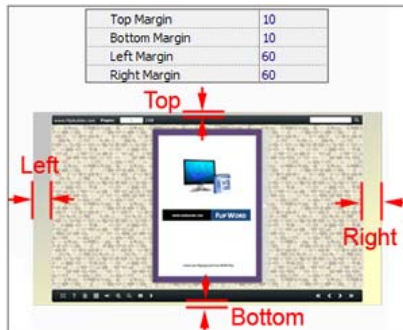 Top Margin 10
Bottom Margin 10
Left Margin 60
Right Margin 60
Top
Left
FLIP WORD
Right
Bottom